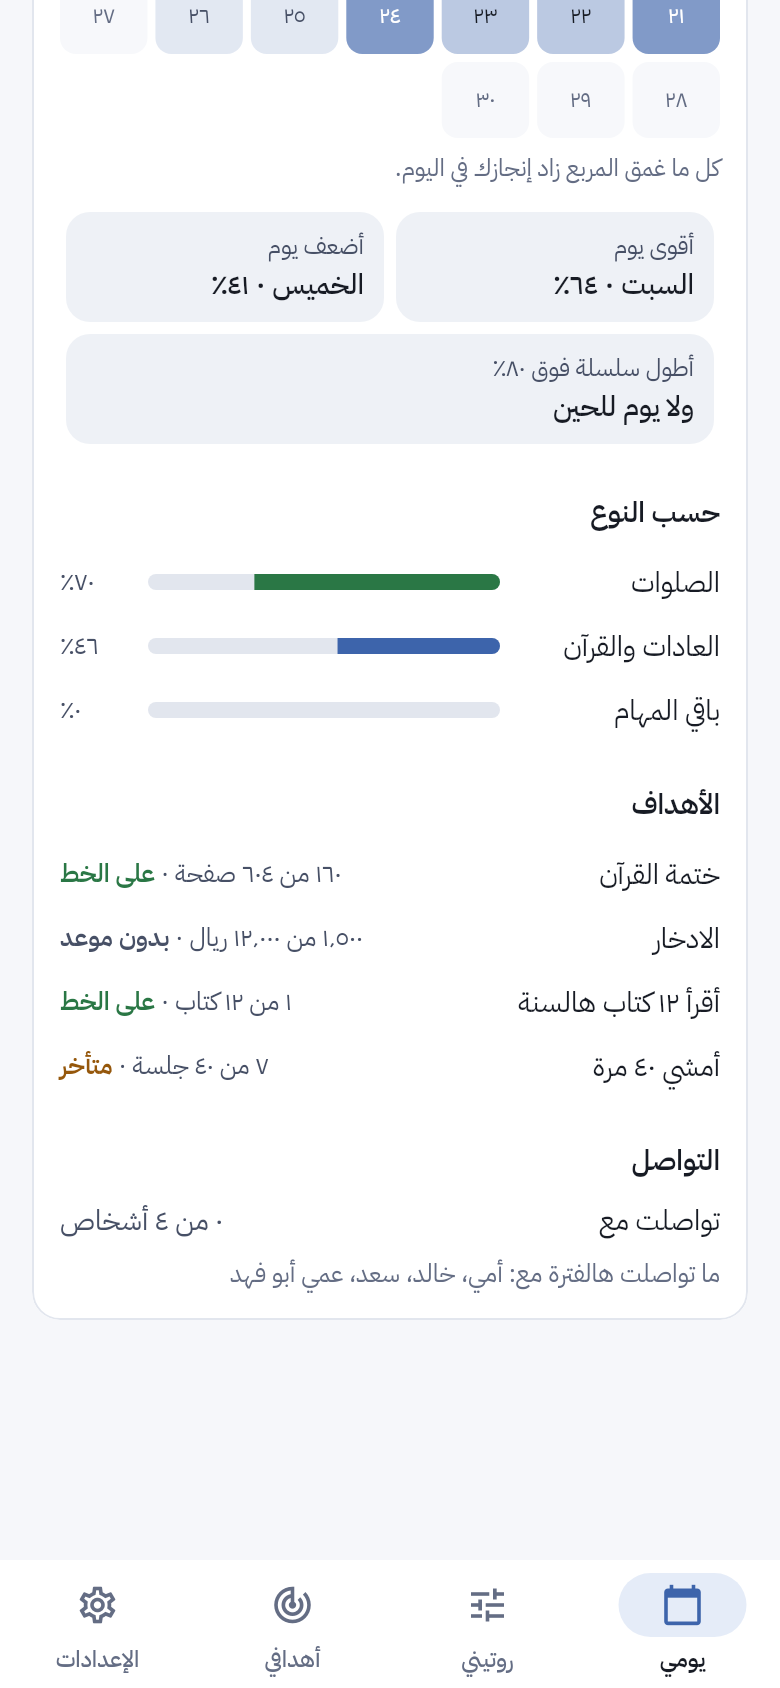 ٢١ ٢٢ ٢٣ ٢٤ ٢٥ ٢٦ ٢٧
٢٨ ٢٩ ٣٠
كل ما غمق المربع زاد إنجازك في اليوم.
أقوى يوم
السبت · ٦٤٪
أضعف يوم
الخميس · ٤١٪
أطول سلسلة فوق ٨٠٪
ولا يوم للحين
حسب النوع
الصلوات ٧٠٪
العادات والقرآن ٤٦٪
باقي المهام ٠٪
الأهداف
ختمة القرآن ١٦٠ من ٦٠٤ صفحة · على الخط
الادخار ١٬٥٠٠ من ١٢٬٠٠٠ ريال · بدون موعد
أقرأ ١٢ كتاب هالسنة ١ من ١٢ كتاب · على الخط
أمشي ٤٠ مرة ٧ من ٤٠ جلسة · متأخر
التواصل
تواصلت مع ٠ من ٤ أشخاص
ما تواصلت هالفترة مع: أمي، خالد، سعد، عمي أبو فهد
يومي روتيني أهدافي الإعدادات